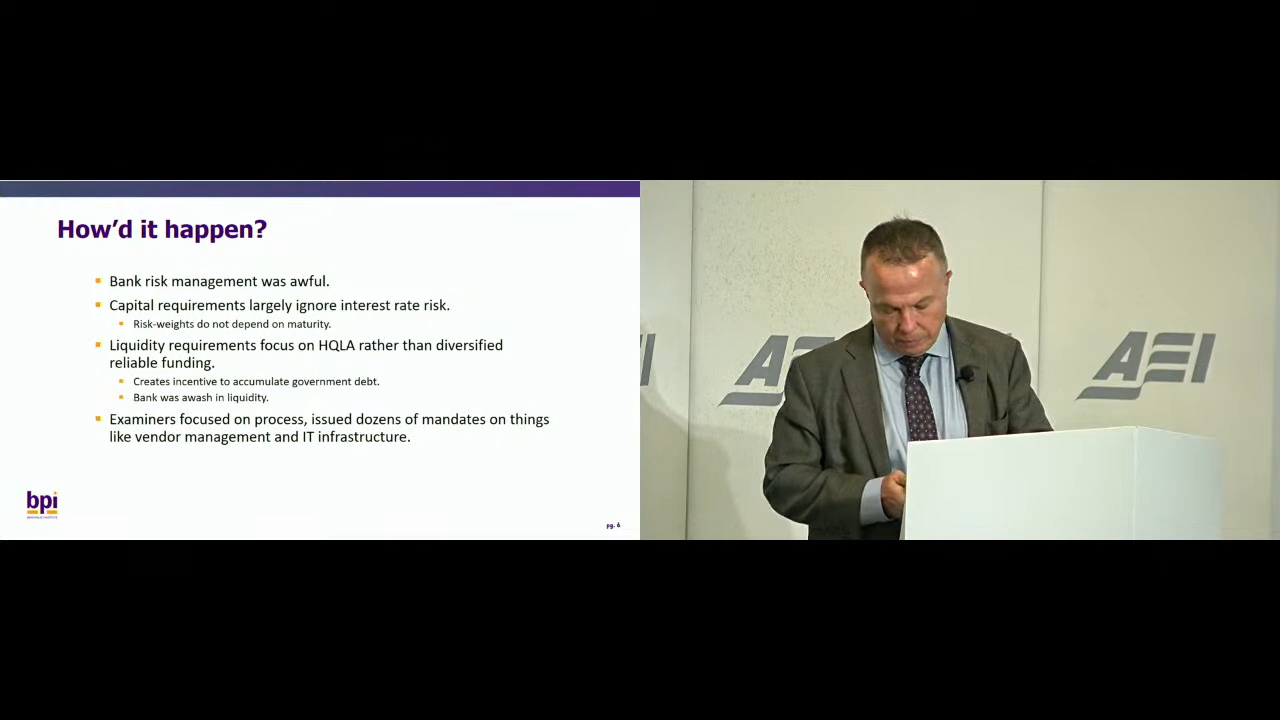 How'd it happen?
Bank risk management was awful.
Capital requirements largely ignore interest rate risk.
Risk-weights do not depend on maturity.
Liquidity requirements focus on HQLA rather than diversified
reliable funding.
Creates incentive to accumulate government debt.
Bank was awash in liquidity.
Examiners focused on process, issued dozens of mandates on things
like vendor management and IT infrastructure.
bpi
Pg. 6
AEI